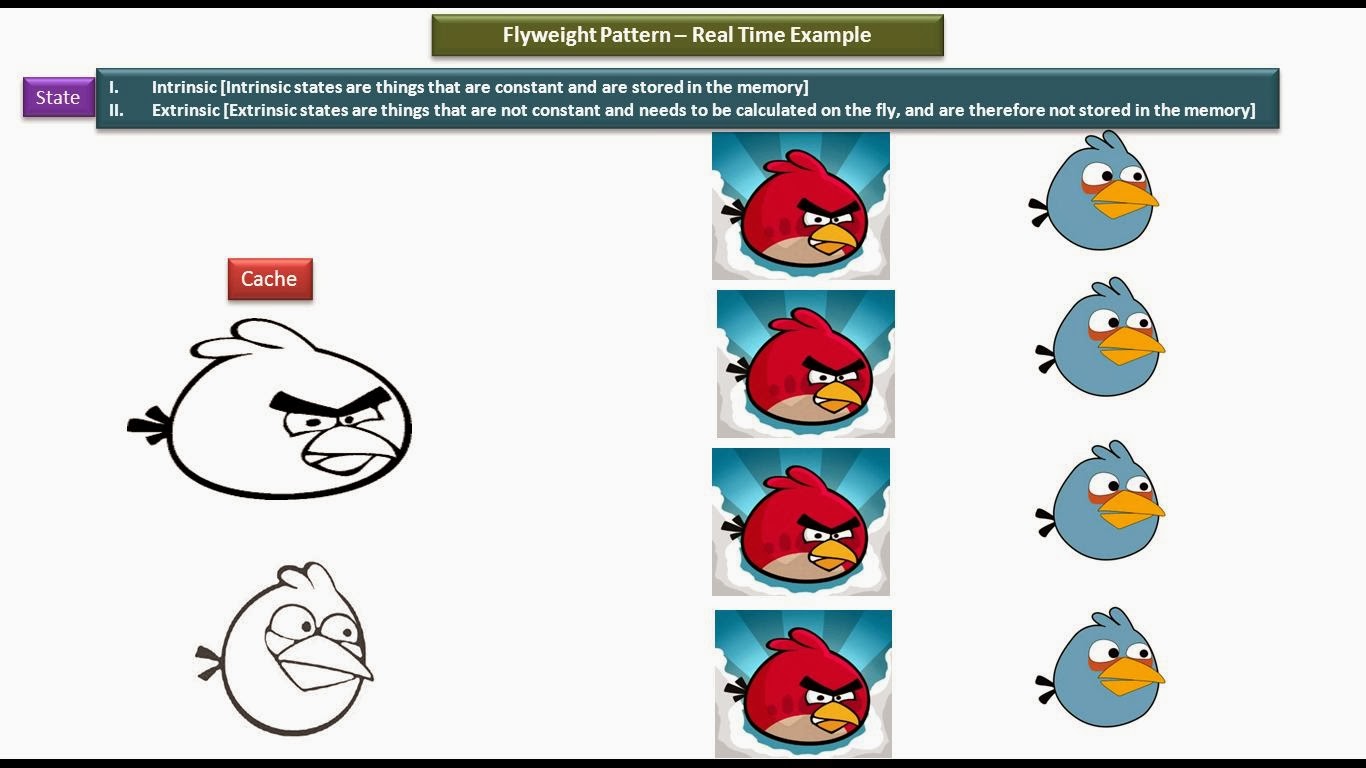 Flyweight Pattern – Real Time Example
State
I. Intrinsic [Intrinsic states are things that are constant and are stored in the memory]
II. Extrinsic [Extrinsic states are things that are not constant and needs to be calculated on the fly, and are therefore not stored in the memory]
Cache